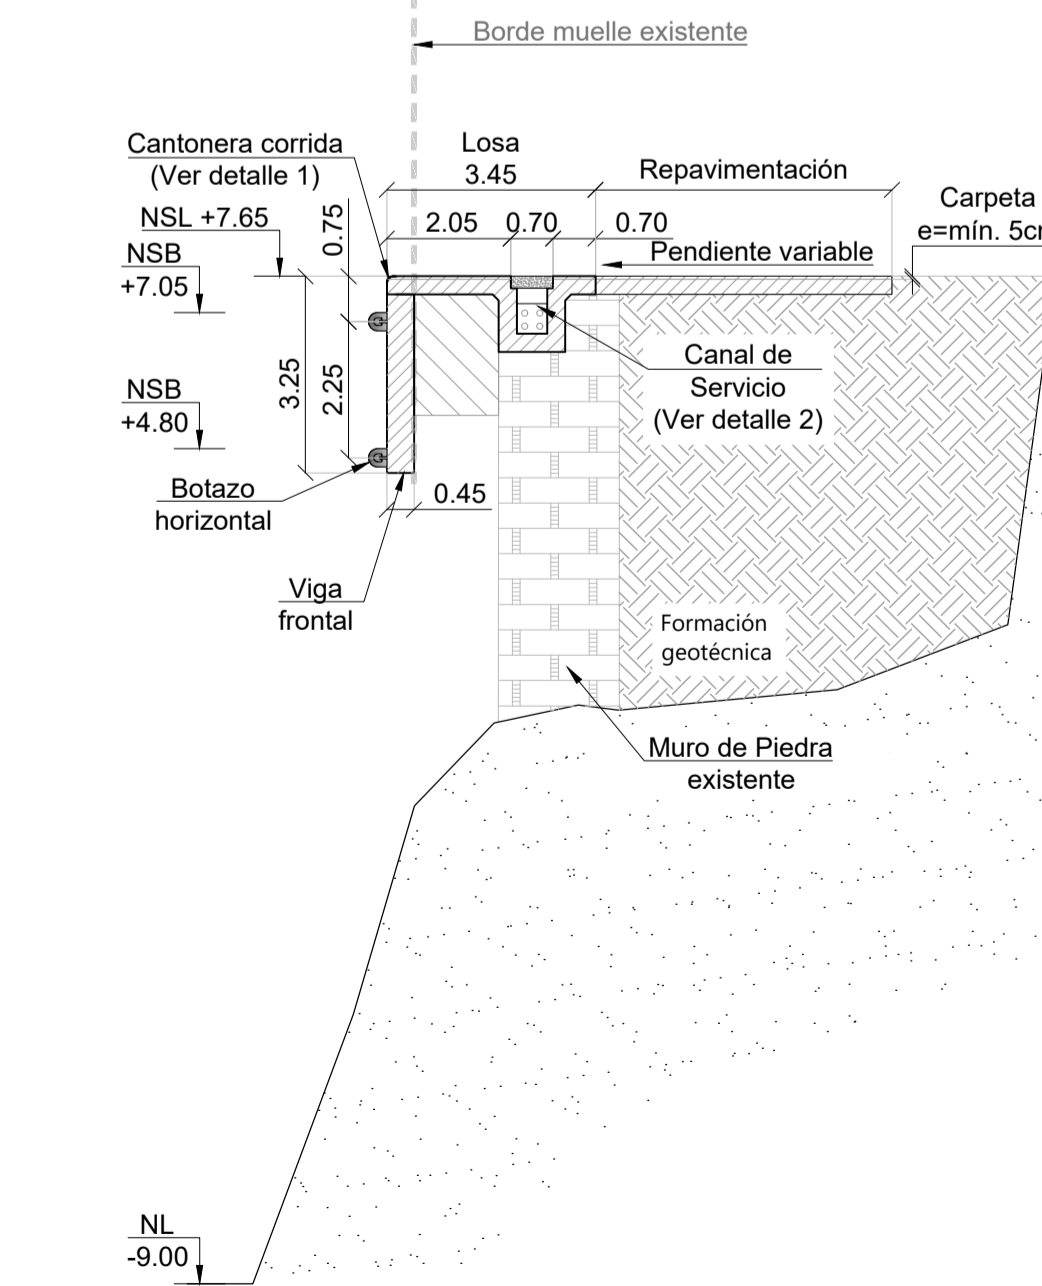 Borde muelle existente
Cantonera corrida
(Ver detalle 1)
Losa
3.45
Repavimentación
Carpeta
e=mín. 5cm
NSL +7.65
0.75
2.05
0.70
0.70
Pendiente variable
NSB
+7.05
3.25
2.25
NSB
+4.80
Canal de
Servicio
(Ver detalle 2)
Botazo
horizontal
0.45
Viga
frontal
Formación
geotécnica
Muro de Piedra
existente
NL
-9.00